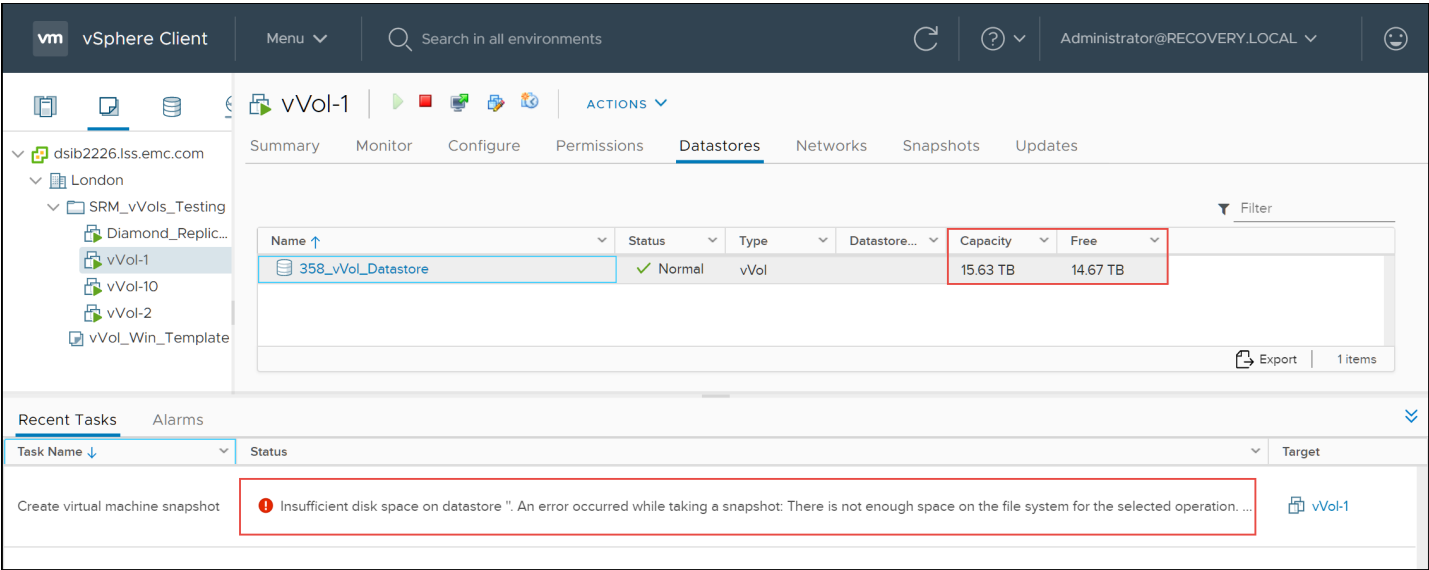 vm vSphere Client Menu Search in all environments ? Administrator@RECOVERY.LOCAL
vVol-1 ACTIONS
Summary Monitor Configure Permissions Datastores Networks Snapshots Updates
dsib2226.lss.emc.com
London
SRM_vVols_Testing
Diamond_Replic...
vVol-1
vVol-10
vVol-2
vVol_Win_Template
Filter
Name Status Type Datastore... Capacity Free
358_vVol_Datastore Normal vVol 15.63 TB 14.67 TB
Export 1 items
Recent Tasks Alarms
Task Name Status Target
Create virtual machine snapshot Insufficient disk space on datastore ''. An error occurred while taking a snapshot: There is not enough space on the file system for the selected operation. ... vVol-1